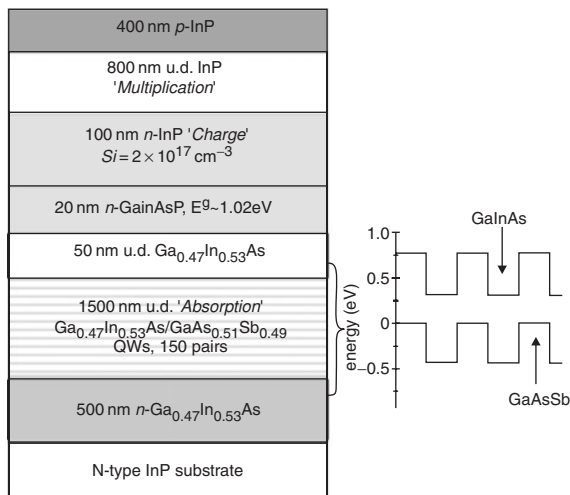 400 nm p-InP
800 nm u.d. InP
'Multiplication'
100 nm n-InP 'Charge'
Si = 2 × 10¹⁷ cm⁻³
20 nm n-GainAsP, Eᵍ~1.02eV
50 nm u.d. Ga₀.₄₇In₀.₅₃As
1500 nm u.d. 'Absorption'
Ga₀.₄₇In₀.₅₃As/GaAs₀.₅₁Sb₀.₄₉
QWs, 150 pairs
500 nm n-Ga₀.₄₇In₀.₅₃As
N-type InP substrate
GaInAs
1.0
0.5
0
−0.5
energy (eV)
GaAsSb